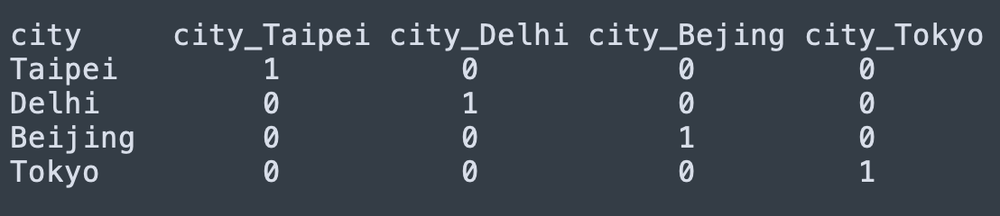 city city_Taipei city_Delhi city_Bejing city_Tokyo
Taipei 1 0 0 0
Delhi 0 1 0 0
Beijing 0 0 1 0
Tokyo 0 0 0 1